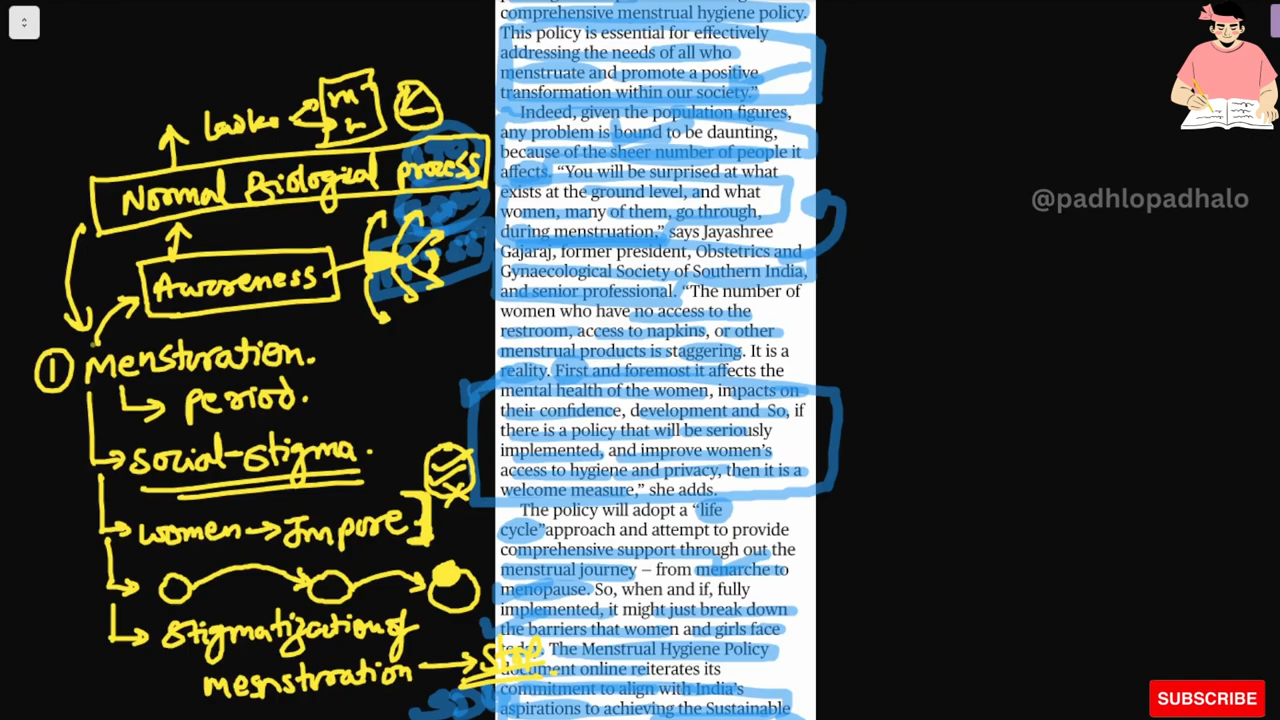 Normal Biological process
Awareness
① Mensturation.
period.
social-stigma.
women → Impore
stigmatization of
mesnstruation → stop
comprehensive menstrual hygiene policy.
This policy is essential for effectively
addressing the needs of all who
menstruate and promote a positive
transformation within our society.”
Indeed, given the population figures,
any problem is bound to be daunting,
because of the sheer number of people it
affects. “You will be surprised at what
exists at the ground level, and what
women, many of them, go through,
during menstruation,” says Jayashree
Gajaraj, former president, Obstetrics and
Gynaecological Society of Southern India,
and senior professional. “The number of
women who have no access to the
restroom, access to napkins, or other
menstrual products is staggering. It is a
reality. First and foremost it affects the
mental health of the women, impacts on
their confidence, development and So, if
there is a policy that will be seriously
implemented, and improve women’s
access to hygiene and privacy, then it is a
welcome measure,” she adds.
The policy will adopt a “life
cycle”approach and attempt to provide
comprehensive support through out the
menstrual journey – from menarche to
menopause. So, when and if, fully
implemented, it might just break down
the barriers that women and girls face
The Menstrual Hygiene Policy
document online reiterates its
commitment to align with India’s
aspirations to achieving the Sustainable
@padhlopadhalo
SUBSCRIBE